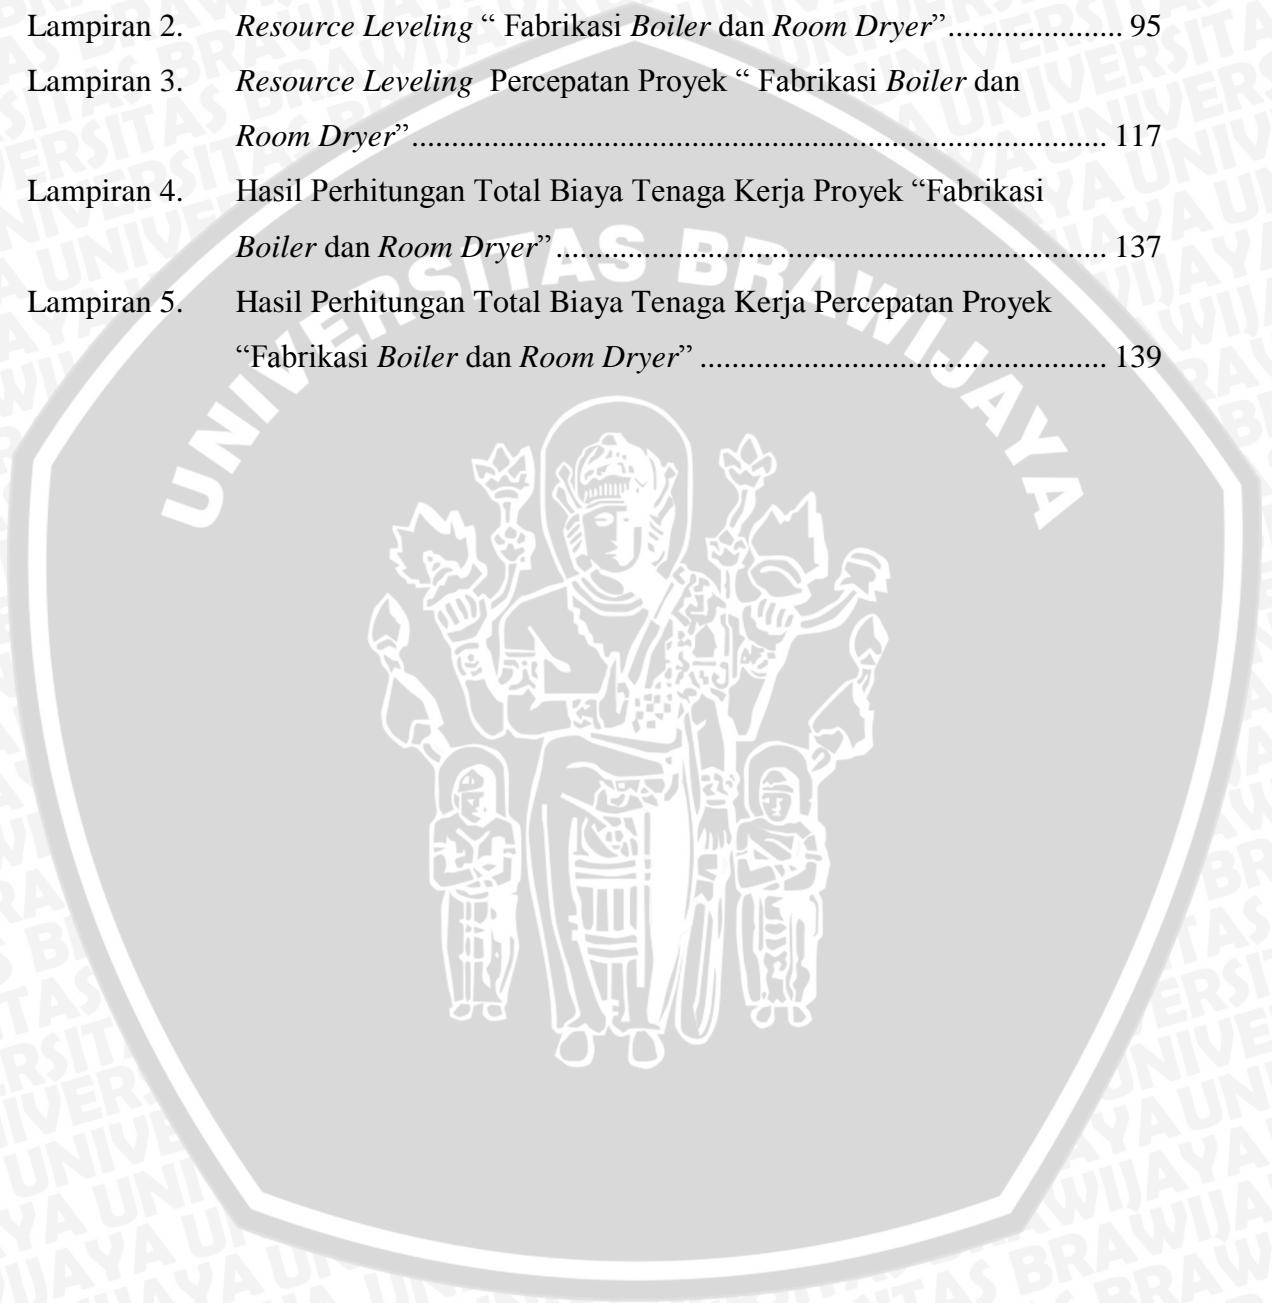 Lampiran 2. Resource Leveling “ Fabrikasi Boiler dan Room Dryer”...................... 95
Lampiran 3. Resource Leveling Percepatan Proyek “ Fabrikasi Boiler dan
Room Dryer” ....................................................................................... 117
Lampiran 4. Hasil Perhitungan Total Biaya Tenaga Kerja Proyek “Fabrikasi
Boiler dan Room Dryer” ..................................................................... 137
Lampiran 5. Hasil Perhitungan Total Biaya Tenaga Kerja Percepatan Proyek
“Fabrikasi Boiler dan Room Dryer” ................................................... 139
UNIVERSITAS BRAWIJAYA